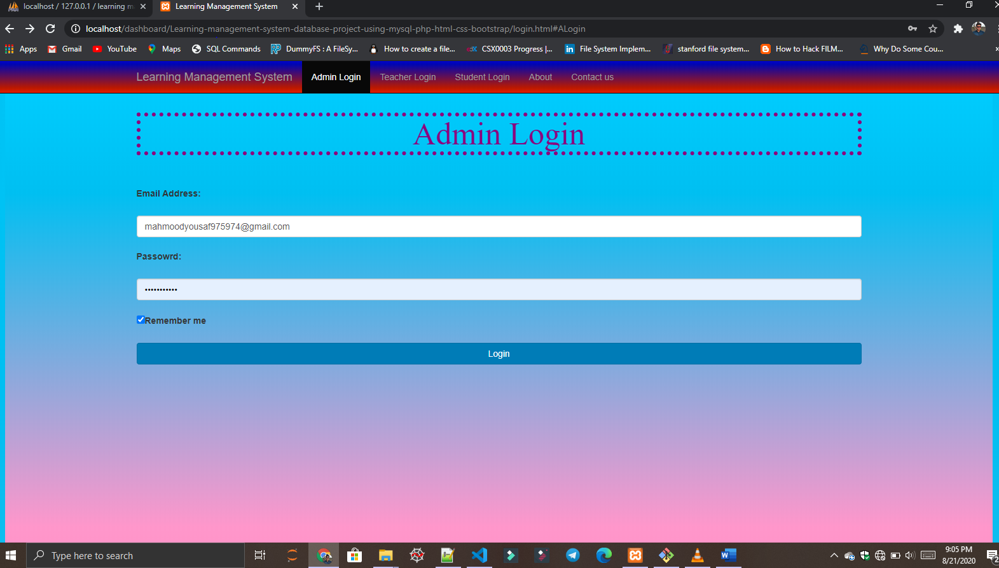 localhost / 127.0.0.1 / learning m
Learning Management System
localhost/dashboard/Learning-management-system-database-project-using-mysql-php-html-css-bootstrap/login.html#ALogin
Apps Gmail YouTube Maps SQL Commands DummyFS : A FileSy... How to create a file... CSX0003 Progress |... File System Implem... stanford file system... How to Hack FILM... Why Do Some Cou...
Learning Management System Admin Login Teacher Login Student Login About Contact us
Admin Login
Email Address:
mahmoodyousaf975974@gmail.com
Passowrd:
•••••••••••
Remember me
Login
Type here to search
9:05 PM
8/21/2020
2